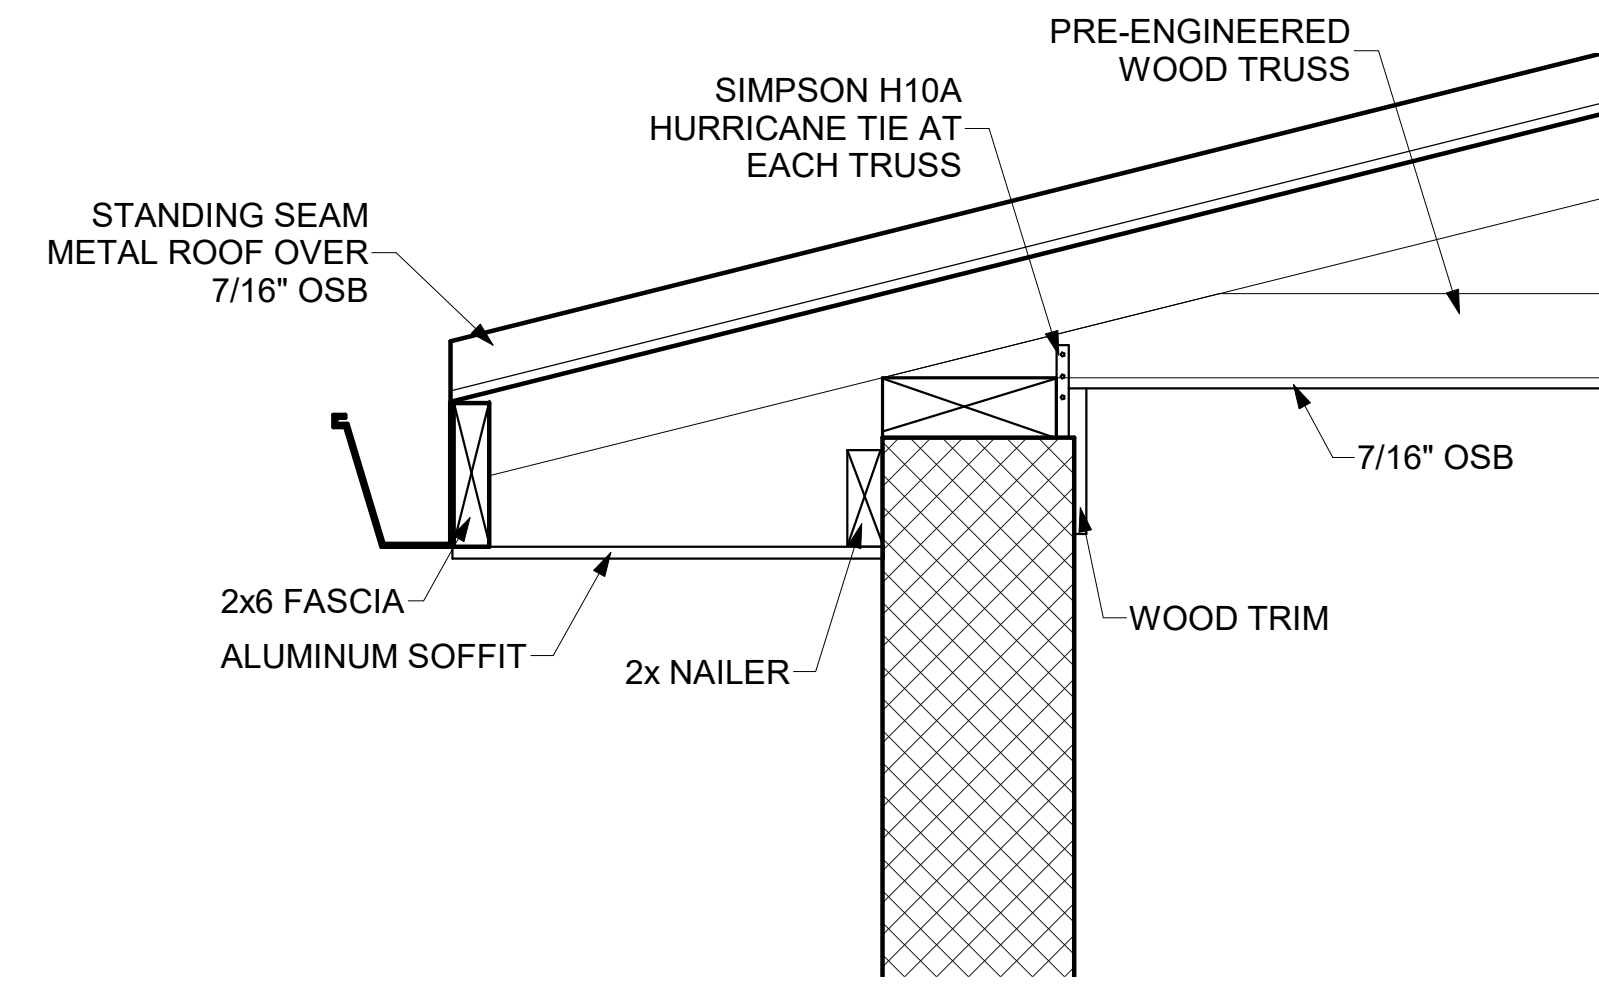 PRE-ENGINEERED
WOOD TRUSS
SIMPSON H10A
HURRICANE TIE AT
EACH TRUSS
STANDING SEAM
METAL ROOF OVER
7/16" OSB
7/16" OSB
2x6 FASCIA
WOOD TRIM
ALUMINUM SOFFIT
2x NAILER